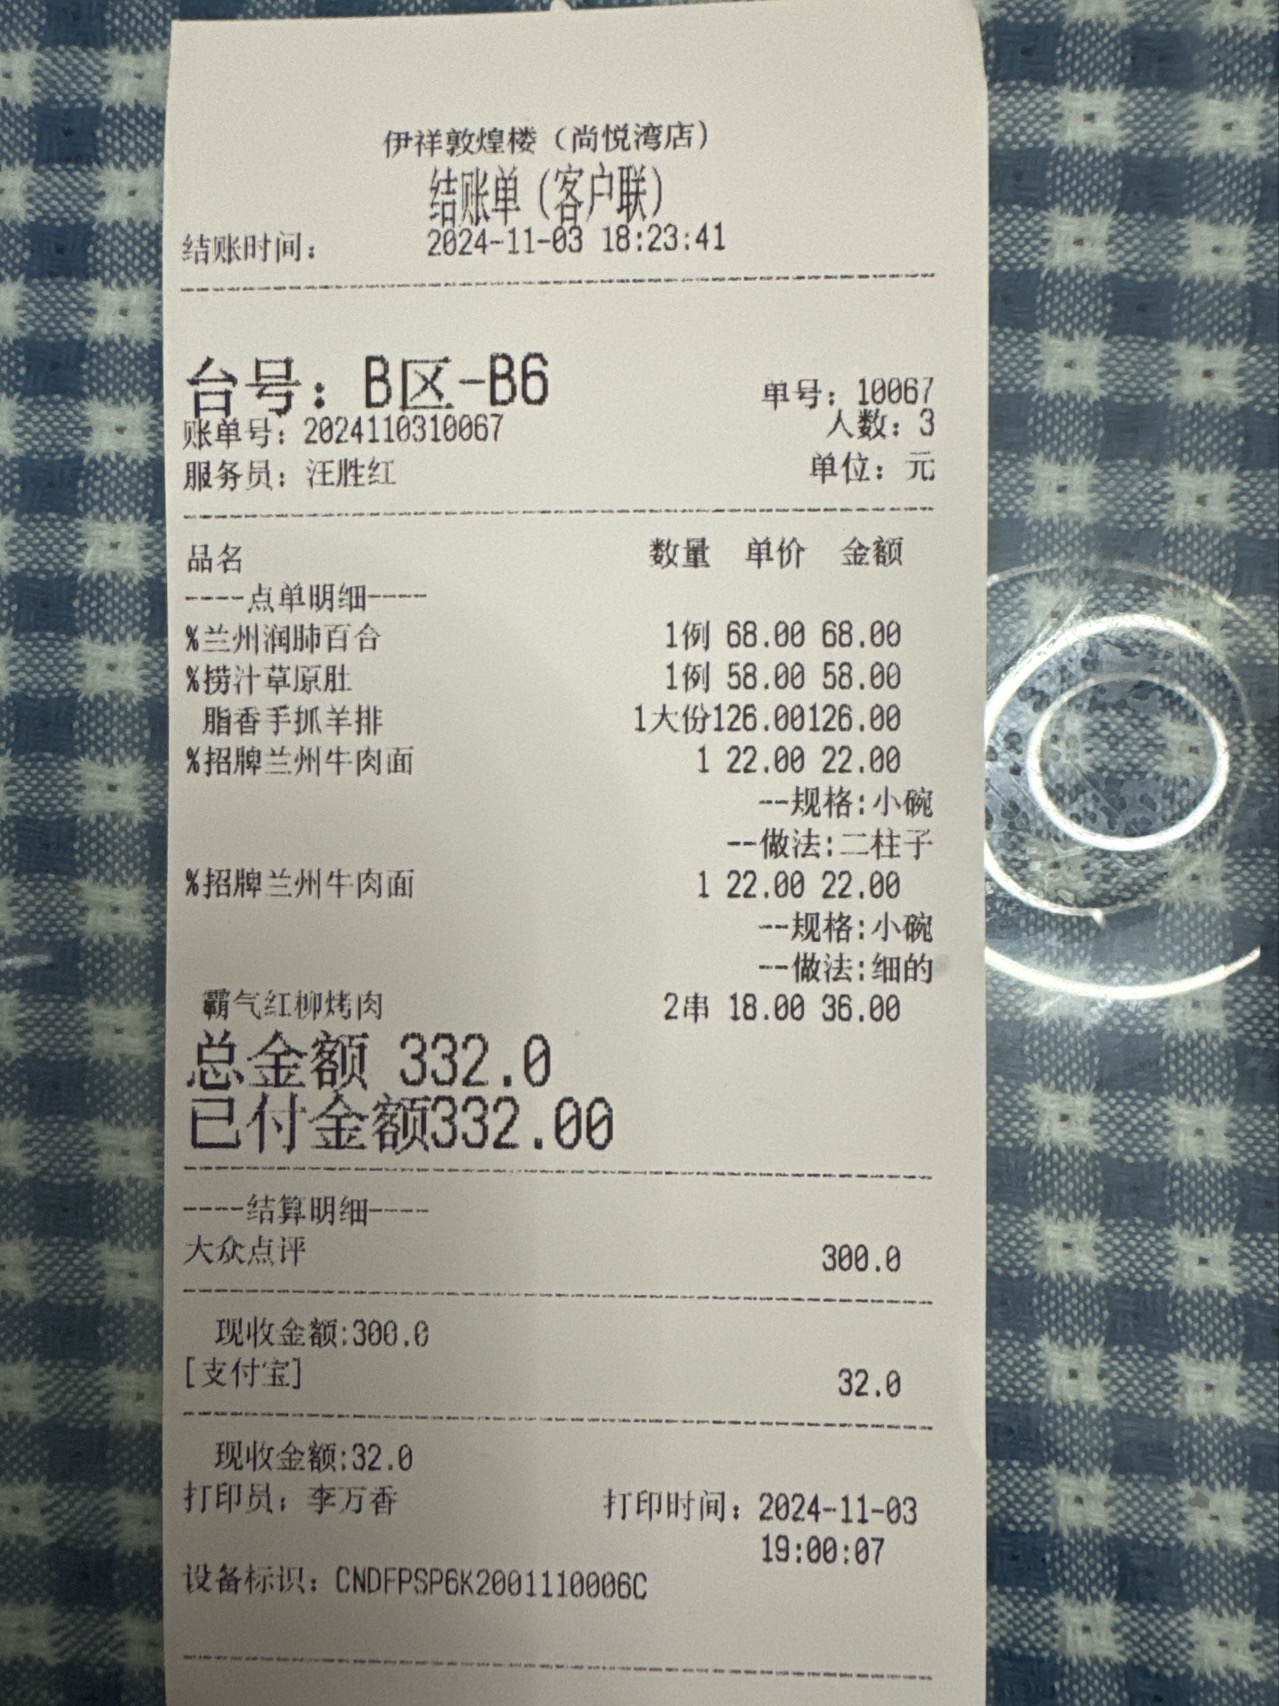 伊祥敦煌楼（尚悦湾店）
结账单（客户联）
结账时间： 2024-11-03 18:23:41
台号：B区-B6 单号：10067
账单号：2024110310067 人数：3
服务员：汪胜红 单位：元
品名 数量 单价 金额
----点单明细----
%兰州润肺百合 1例 68.00 68.00
%捞汁草原肚 1例 58.00 58.00
脂香手抓羊排 1大份126.00126.00
%招牌兰州牛肉面 1 22.00 22.00
--规格:小碗
--做法:二柱子
%招牌兰州牛肉面 1 22.00 22.00
--规格:小碗
--做法:细的
霸气红柳烤肉 2串 18.00 36.00
总金额 332.0
已付金额332.00
----结算明细----
大众点评 300.0
现收金额:300.0
[支付宝] 32.0
现收金额:32.0
打印员：李万香 打印时间：2024-11-03
19:00:07
设备标识：CNDFPSP6K2001110006C